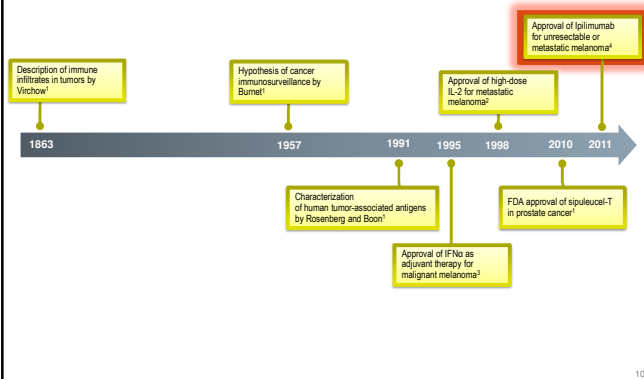 Approval of Ipilimumab
for unresectable or
metastatic melanoma4
Description of immune
infiltrates in tumors by
Virchow1
Hypothesis of cancer
immunosurveillance by
Burnet1
Approval of high-dose
IL-2 for metastatic
melanoma2
1863 1957 1991 1995 1998 2010 2011
Characterization
of human tumor-associated antigens
by Rosenberg and Boon1
FDA approval of sipuleucel-T
in prostate cancer1
Approval of IFNα as
adjuvant therapy for
malignant melanoma3
10